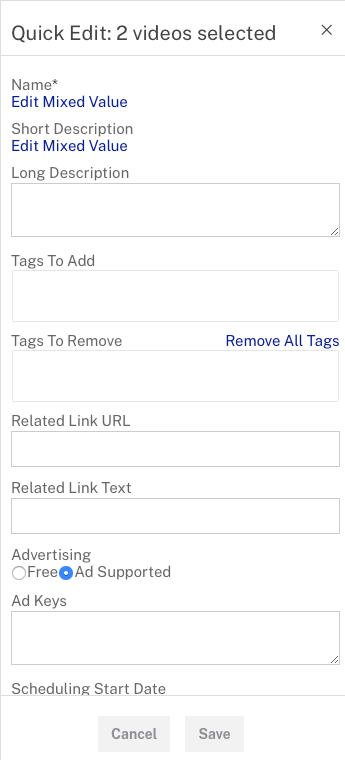 Quick Edit: 2 videos selected
Name*
Edit Mixed Value
Short Description
Edit Mixed Value
Long Description
Tags To Add
Tags To Remove Remove All Tags
Related Link URL
Related Link Text
Advertising
Free Ad Supported
Ad Keys
Scheduling Start Date
Cancel Save